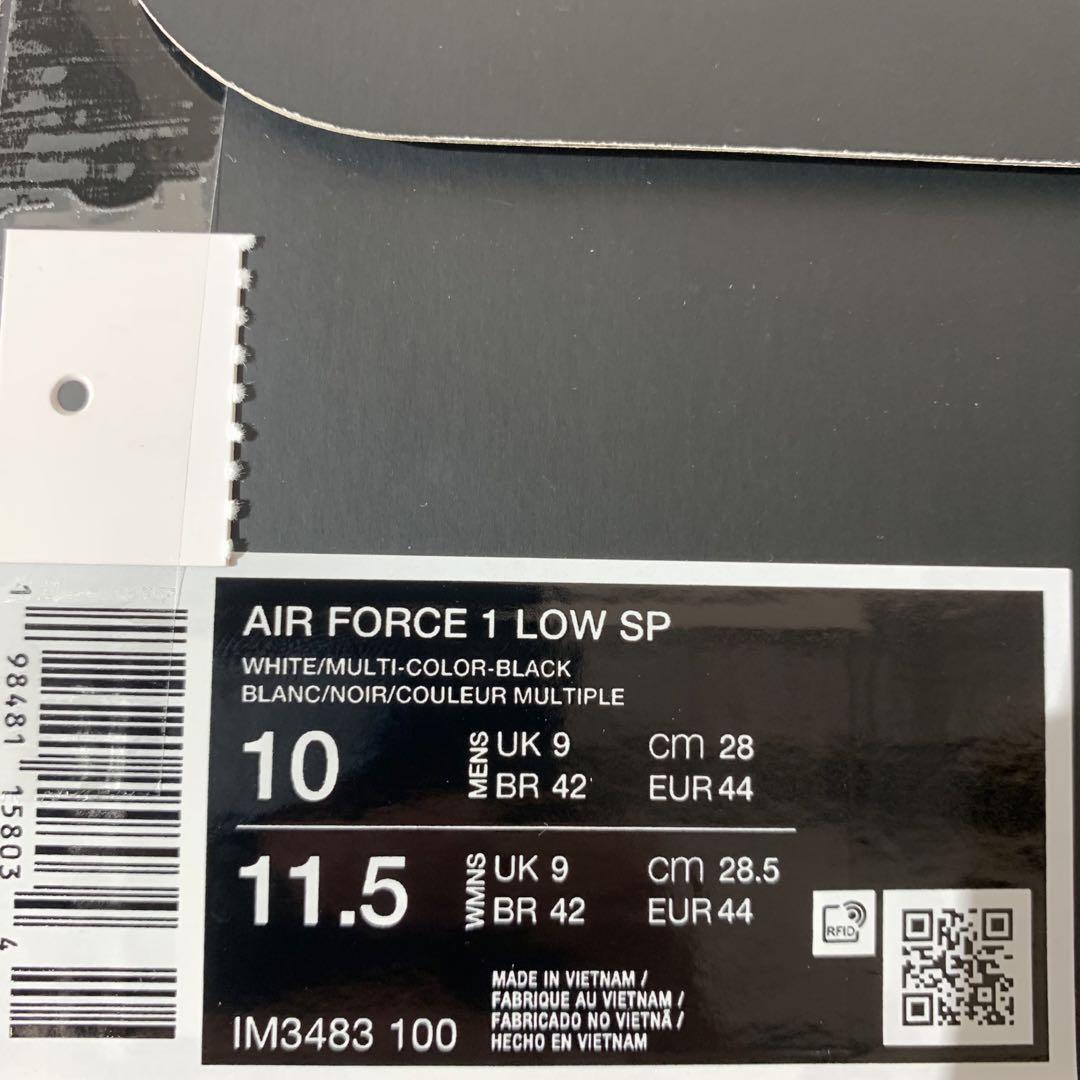 AIR FORCE 1 LOW SP
WHITE/MULTI-COLOR-BLACK
BLANC/NOIR/COULEUR MULTIPLE
10 MENS UK 9 cm 28
BR 42 EUR 44
11.5 WMNS UK 9 cm 28.5
BR 42 EUR 44
RFID
MADE IN VIETNAM /
FABRIQUE AU VIETNAM /
FABRICADO NO VIETNÃ /
HECHO EN VIETNAM
IM3483 100
1 98481 15803 4